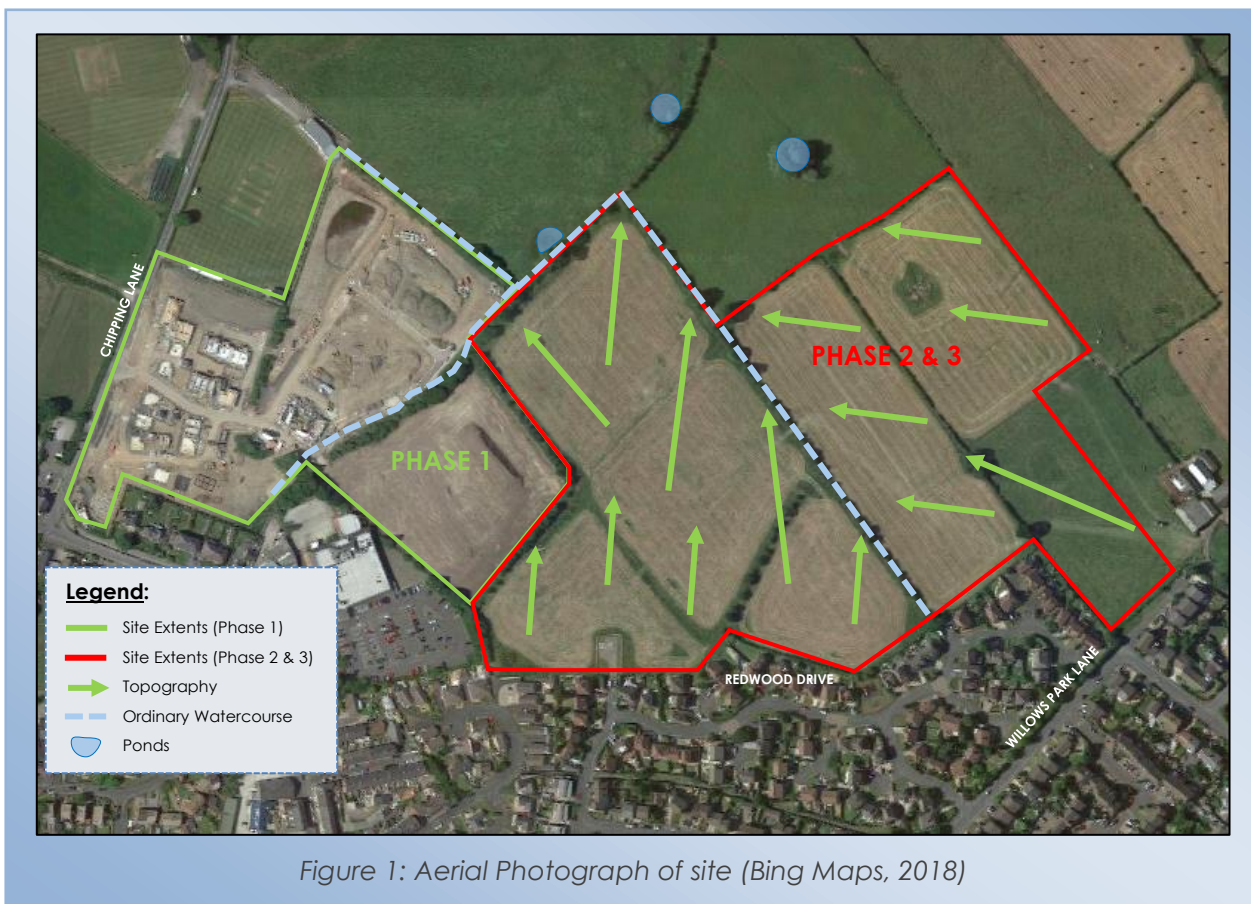 CHIPPING LANE
PHASE 1
PHASE 2 & 3
REDWOOD DRIVE
WILLOWS PARK LANE
Legend:
Site Extents (Phase 1)
Site Extents (Phase 2 & 3)
Topography
Ordinary Watercourse
Ponds
Figure 1: Aerial Photograph of site (Bing Maps, 2018)